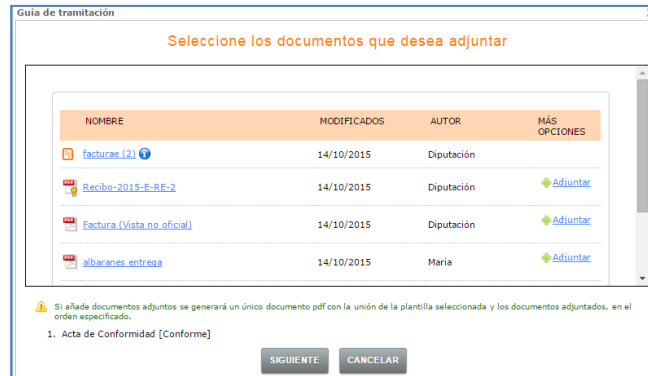 Guía de tramitación
Seleccione los documentos que desea adjuntar
NOMBRE MODIFICADOS AUTOR MÁS
OPCIONES
facturae (2) 14/10/2015 Diputación
Recibo-2015-E-RE-2 14/10/2015 Diputación Adjuntar
Factura (Vista no oficial) 14/10/2015 Diputación Adjuntar
albaranes entrega 14/10/2015 Maria Adjuntar
Si añade documentos adjuntos se generará un único documento pdf con la unión de la plantilla seleccionada y los documentos adjuntados, en el
orden especificado.
1. Acta de Conformidad [Conforme]
SIGUIENTE CANCELAR